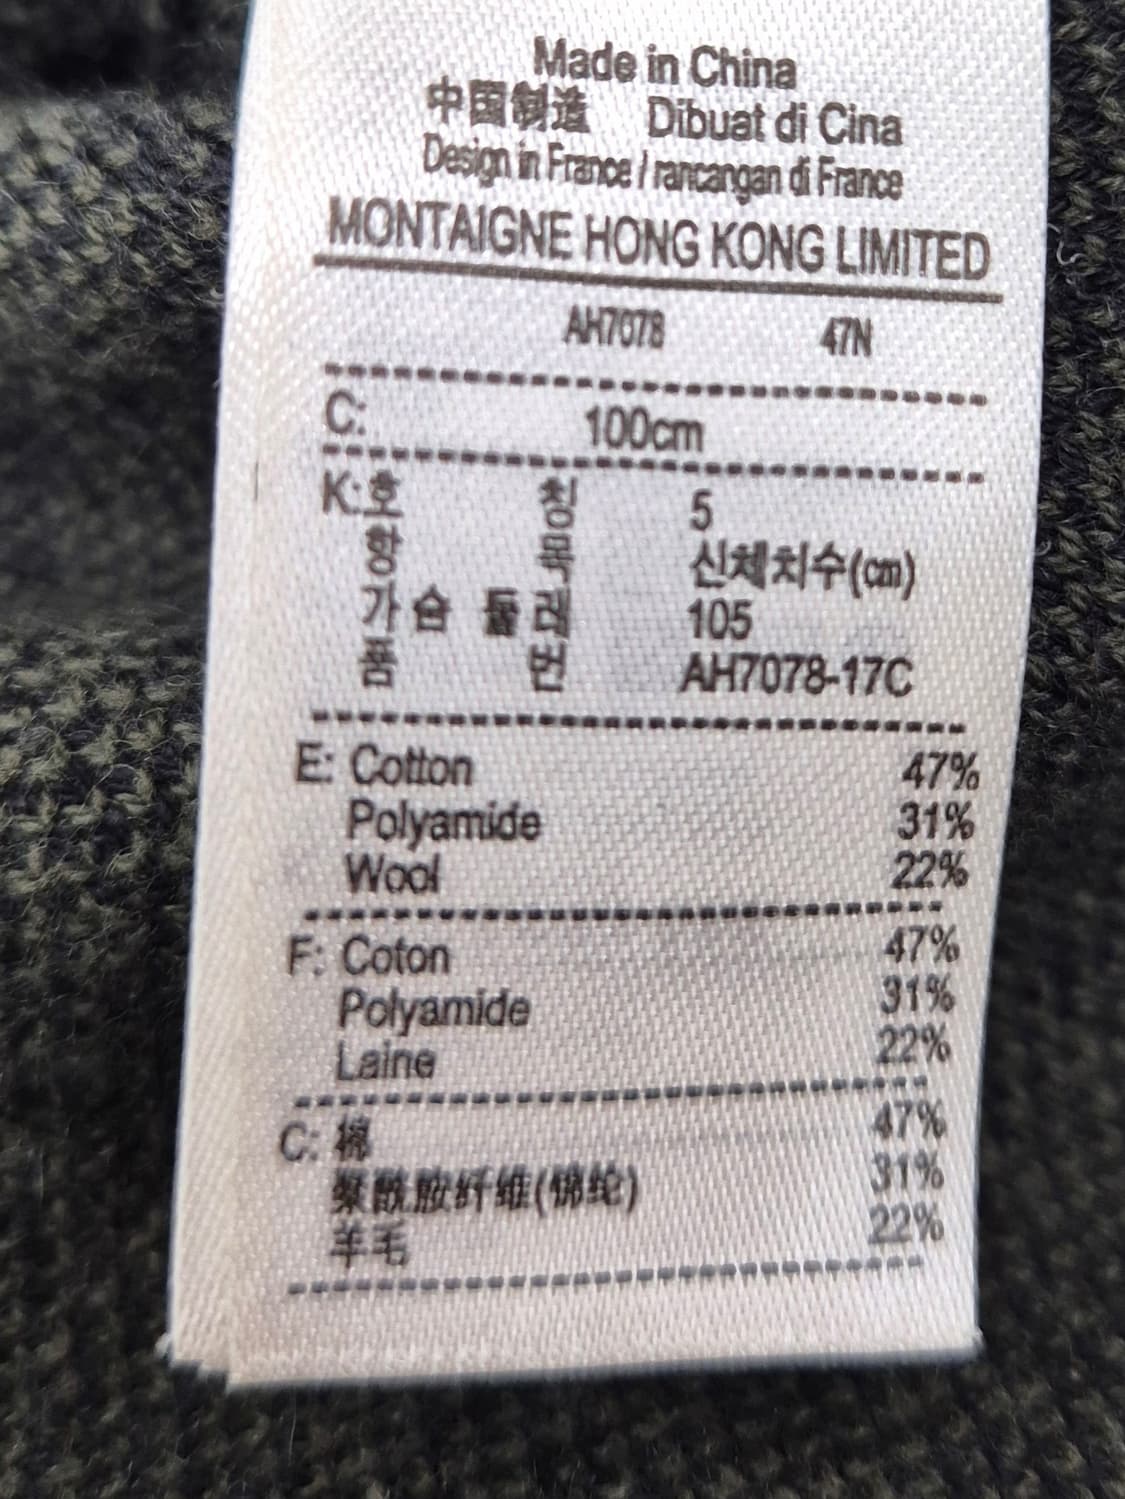 Made in China
中国制造 Dibuat di Cina
Design in France / rancangan di France
MONTAIGNE HONG KONG LIMITED
AH7078 47N
C: 100cm
K: 호 칭 5
항 목 신체치수(cm)
가 슴 둘 레 105
품 번 AH7078-17C
E: Cotton 47%
Polyamide 31%
Wool 22%
F: Coton 47%
Polyamide 31%
Laine 22%
C: 棉 47%
聚酰胺纤维(锦纶) 31%
羊毛 22%